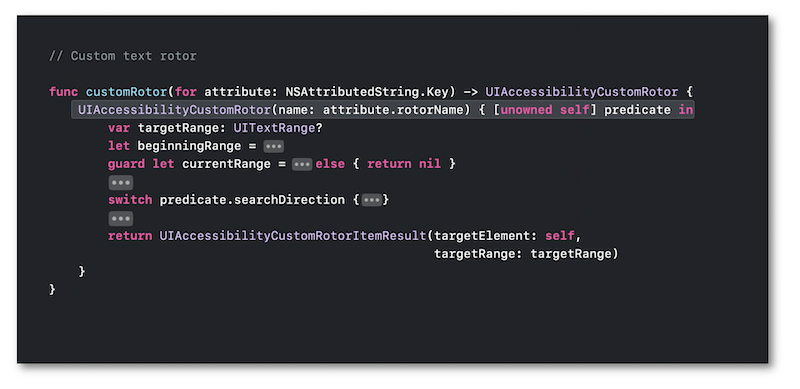 // Custom text rotor
func customRotor(for attribute: NSAttributedString.Key) -> UIAccessibilityCustomRotor {
UIAccessibilityCustomRotor(name: attribute.rotorName) { [unowned self] predicate in
var targetRange: UITextRange?
let beginningRange = •••
guard let currentRange = ••• else { return nil }
•••
switch predicate.searchDirection {•••}
•••
return UIAccessibilityCustomRotorItemResult(targetElement: self,
targetRange: targetRange)
}
}